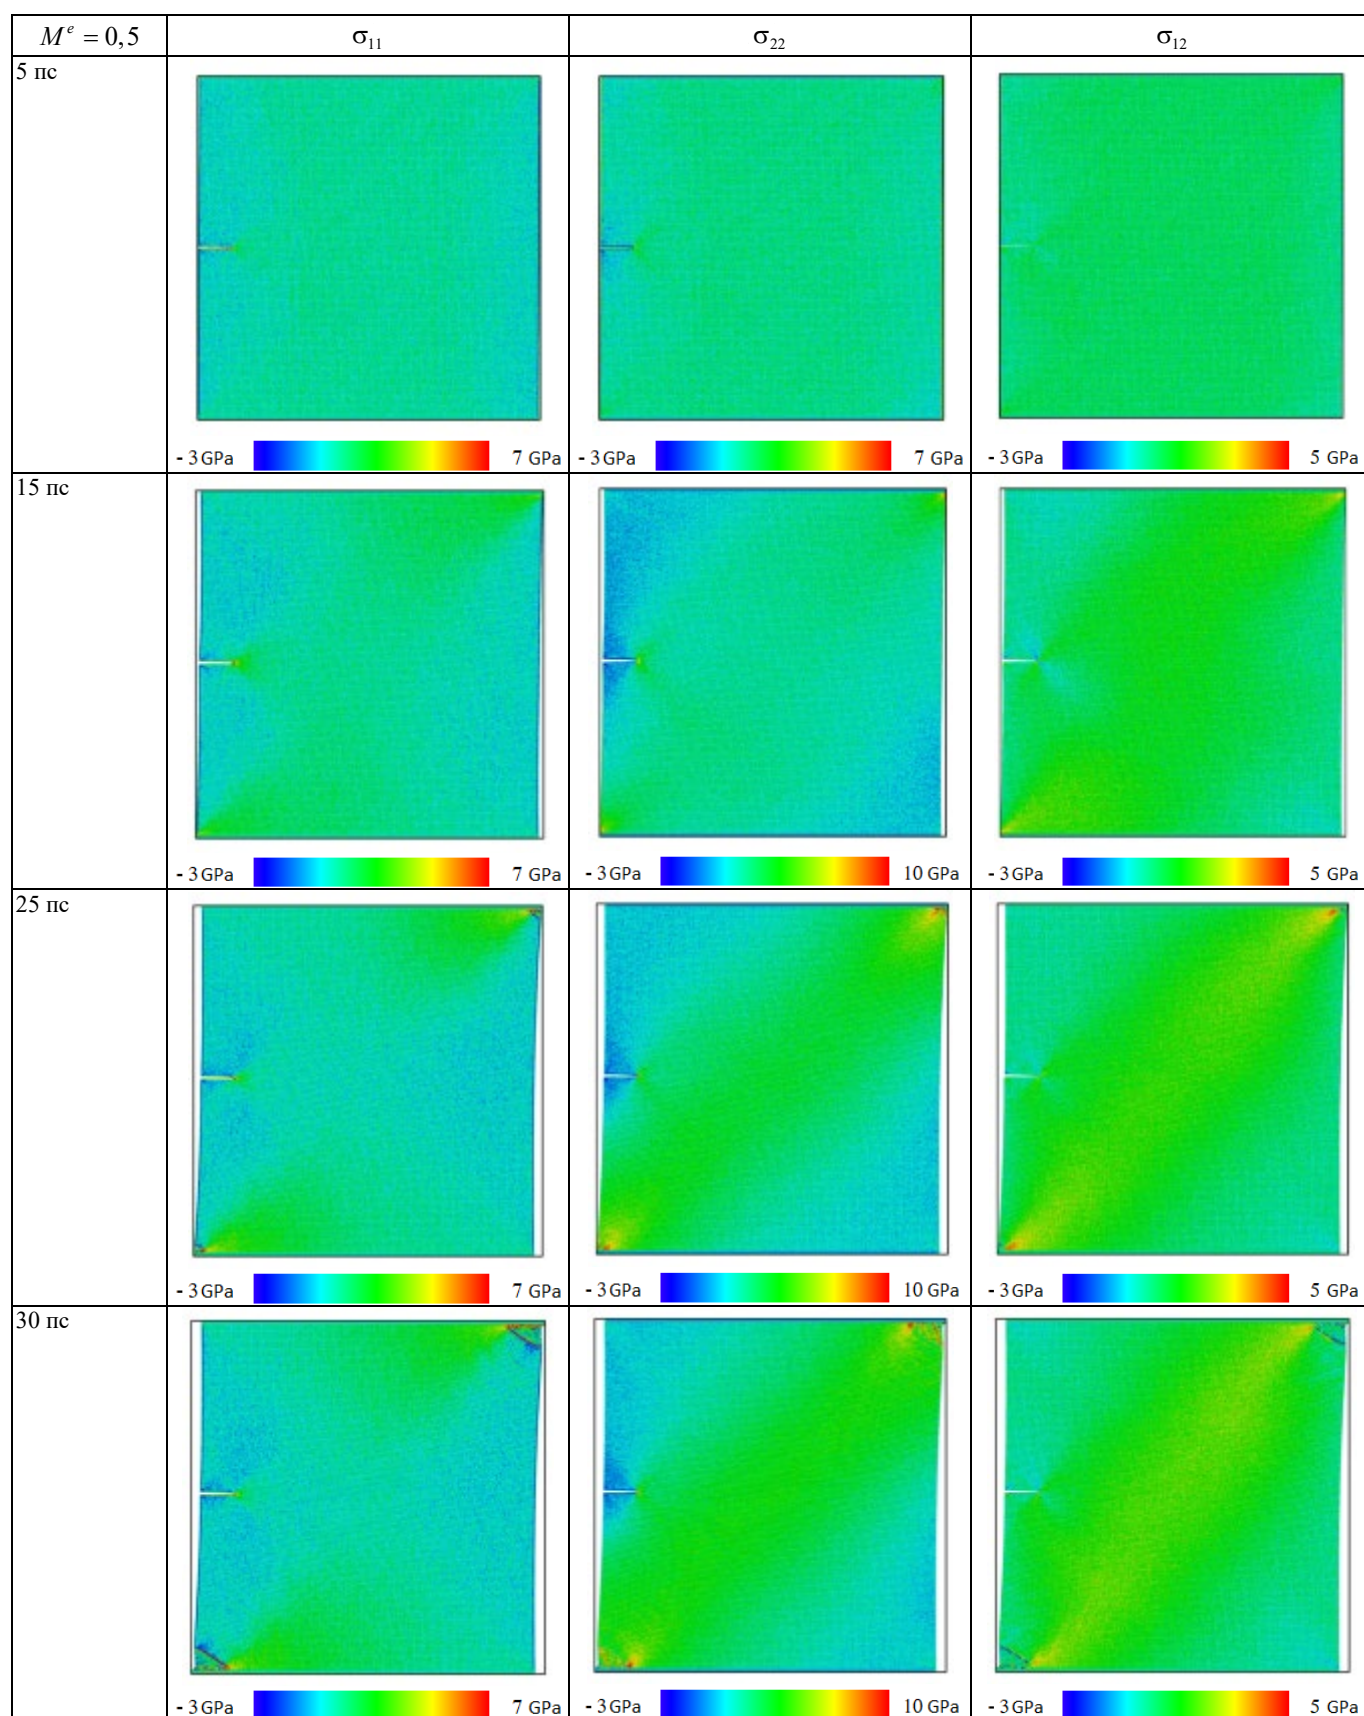 M^e = 0,5 σ₁₁ σ₂₂ σ₁₂
5 пс
- 3 GPa 7 GPa - 3 GPa 7 GPa - 3 GPa 5 GPa
15 пс
- 3 GPa 7 GPa - 3 GPa 10 GPa - 3 GPa 5 GPa
25 пс
- 3 GPa 7 GPa - 3 GPa 10 GPa - 3 GPa 5 GPa
30 пс
- 3 GPa 7 GPa - 3 GPa 10 GPa - 3 GPa 5 GPa